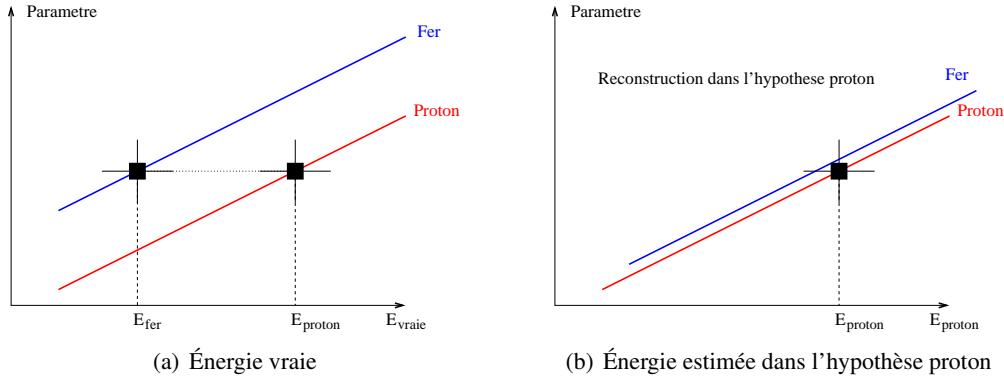 Parametre
Fer
Proton
E_fer
E_proton
E_vraie
(a) Énergie vraie
Parametre
Reconstruction dans l'hypothese proton
Fer
Proton
E_proton
E_proton
(b) Énergie estimée dans l'hypothèse proton